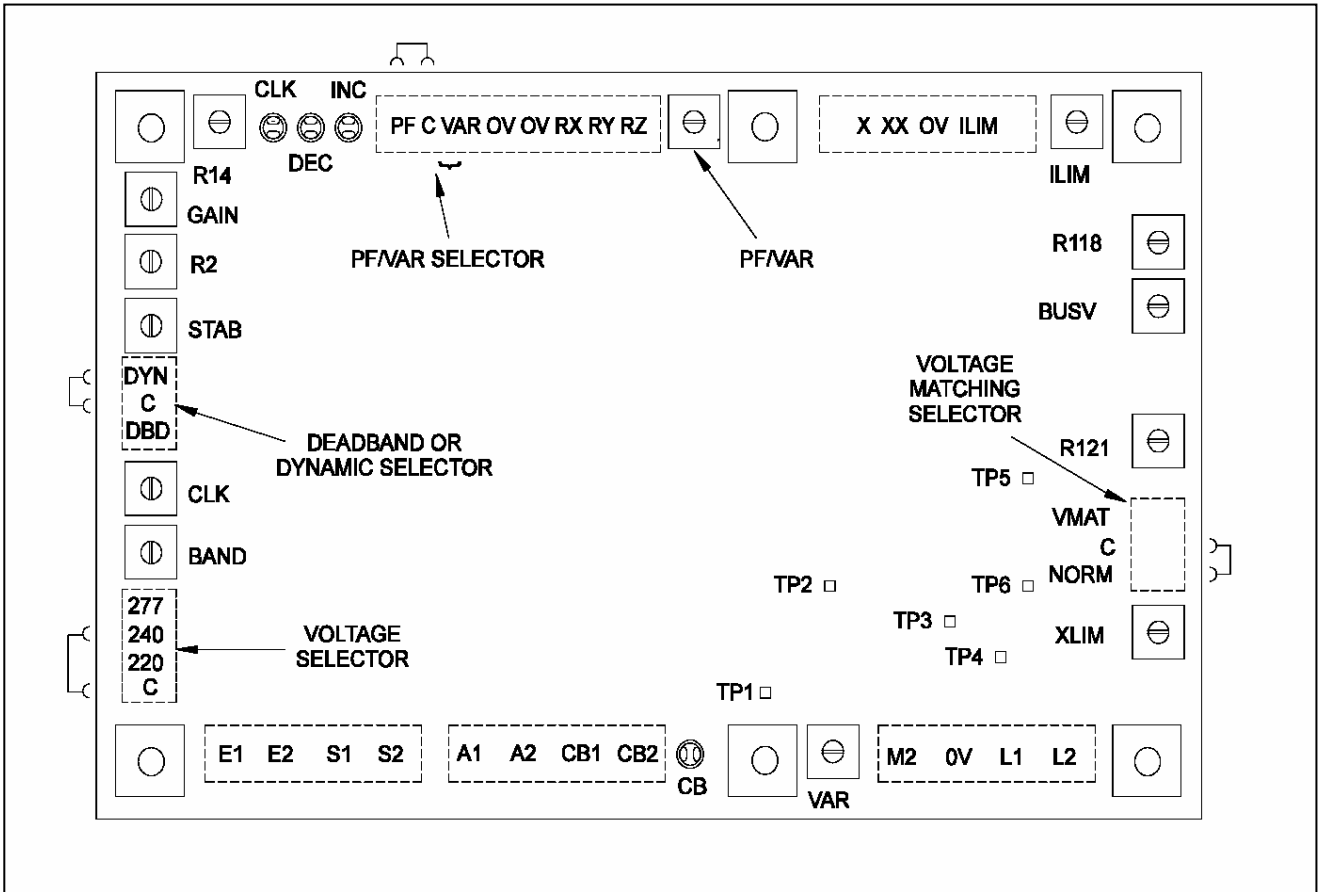 CLK INC
DEC
PF C VAR OV OV RX RY RZ
X XX OV ILIM
R14
ILIM
GAIN
R2
STAB
PF/VAR SELECTOR
PF/VAR
R118
BUSV
DYN
C
DBD
DEADBAND OR
DYNAMIC SELECTOR
VOLTAGE
MATCHING
SELECTOR
R121
TP5
CLK
BAND
VMAT
C
NORM
TP2
TP6
TP3
TP4
XLIM
277
240
220
C
VOLTAGE
SELECTOR
TP1
E1 E2 S1 S2
A1 A2 CB1 CB2
CB
VAR
M2 0V L1 L2